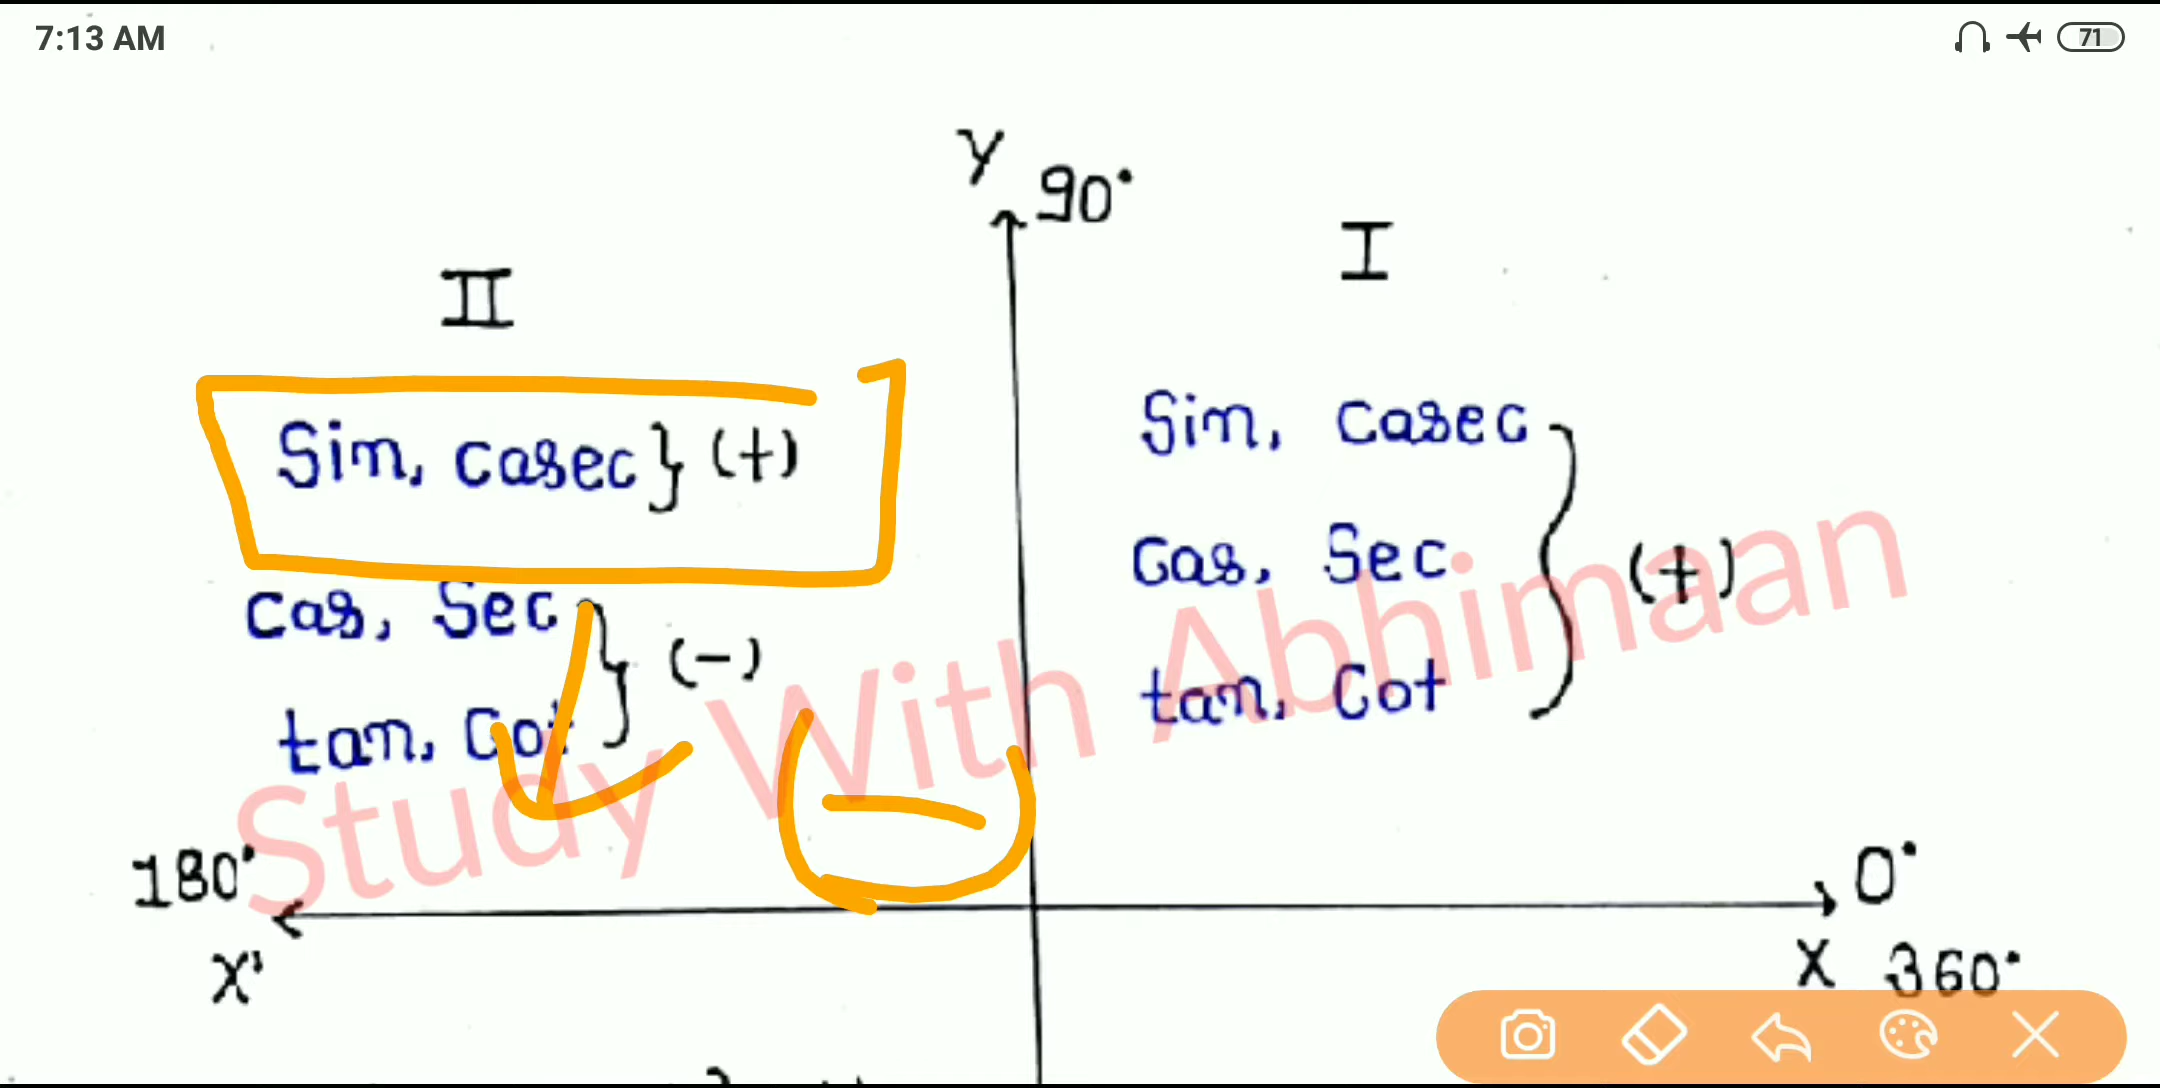 7:13 AM
71
Y
90°
II
I
Sin, cosec } (+)
Sin, cosec
Cos, Sec
tan, Cot
(+)
Cos, Sec
tan, Cot
(-)
Study With Abhimaan
180°
0°
X'
X 360°